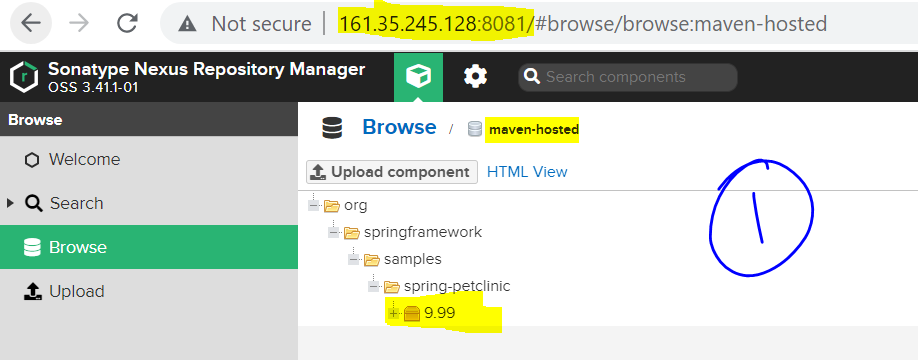 Not secure | 161.35.245.128:8081/#browse/browse:maven-hosted
Sonatype Nexus Repository Manager
OSS 3.41.1-01
Search components
Browse
Welcome
Search
Browse
Upload
Browse / maven-hosted
Upload component HTML View
org
springframework
samples
spring-petclinic
9.99
1